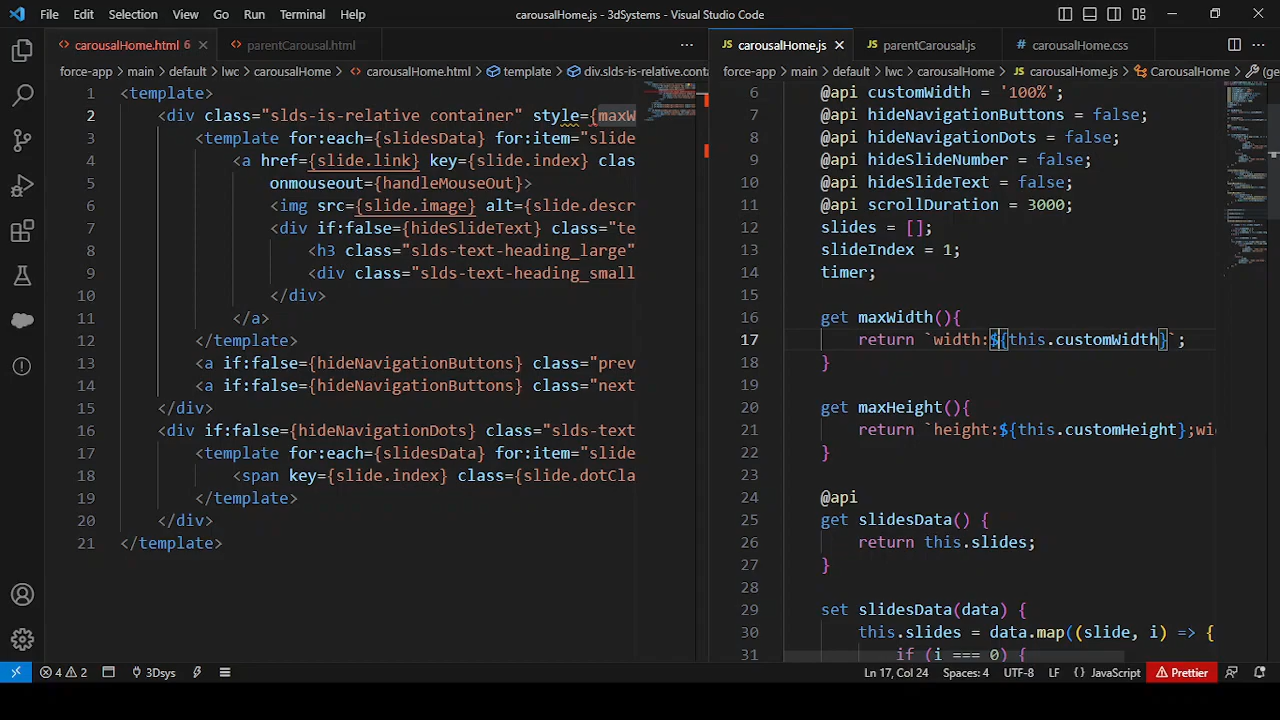 File Edit Selection View Go Run Terminal Help carousalHome.js - 3dSystems - Visual Studio Code
carousalHome.html 6 parentCarousal.html
force-app > main > default > lwc > carousalHome > carousalHome.html > template > div.slds-is-relative.cont
1 <template>
2 <div class="slds-is-relative container" style={maxW
3 <template for:each={slidesData} for:item="slide
4 <a href={slide.link} key={slide.index} clas
5 onmouseout={handleMouseOut}>
6 <img src={slide.image} alt={slide.descr
7 <div if:false={hideSlideText} class="te
8 <h3 class="slds-text-heading_large"
9 <div class="slds-text-heading_small
10 </div>
11 </a>
12 </template>
13 <a if:false={hideNavigationButtons} class="prev
14 <a if:false={hideNavigationButtons} class="next
15 </div>
16 <div if:false={hideNavigationDots} class="slds-text
17 <template for:each={slidesData} for:item="slide
18 <span key={slide.index} class={slide.dotCla
19 </template>
20 </div>
21 </template>
carousalHome.js parentCarousal.js carousalHome.css
force-app > main > default > lwc > carousalHome > carousalHome.js > CarousalHome > (ge
6 @api customWidth = '100%';
7 @api hideNavigationButtons = false;
8 @api hideNavigationDots = false;
9 @api hideSlideNumber = false;
10 @api hideSlideText = false;
11 @api scrollDuration = 3000;
12 slides = [];
13 slideIndex = 1;
14 timer;
15
16 get maxWidth(){
17 return `width:${this.customWidth}`;
18 }
19
20 get maxHeight(){
21 return `height:${this.customHeight};wi
22 }
23
24 @api
25 get slidesData() {
26 return this.slides;
27 }
28
29 set slidesData(data) {
30 this.slides = data.map((slide, i) => {
31 if (i === 0) {
4 2 3Dsys Ln 17, Col 24 Spaces: 4 UTF-8 LF {} JavaScript Prettier